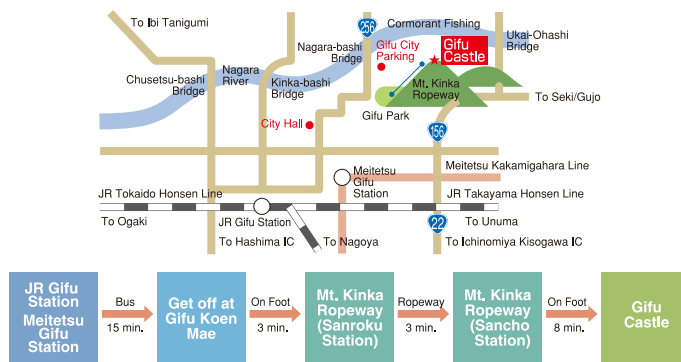 To Ibi Tanigumi
256
Cormorant Fishing
Ukai-Ohashi
Bridge
Nagara-bashi
Bridge
Gifu City
Parking
Gifu
Castle
Chusetsu-bashi
Bridge
Nagara
River
Kinka-bashi
Bridge
Mt. Kinka
Ropeway
To Seki/Gujo
Gifu Park
City Hall
156
Meitetsu
Gifu
Station
Meitetsu Kakamigahara Line
JR Tokaido Honsen Line
JR Takayama Honsen Line
To Ogaki
JR Gifu Station
22
To Unuma
To Hashima IC
To Nagoya
To Ichinomiya Kisogawa IC
JR Gifu
Station
Meitetsu
Gifu
Station
Bus
15 min.
Get off at
Gifu Koen
Mae
On Foot
3 min.
Mt. Kinka
Ropeway
(Sanroku
Station)
Ropeway
3 min.
Mt. Kinka
Ropeway
(Sancho
Station)
On Foot
8 min.
Gifu
Castle